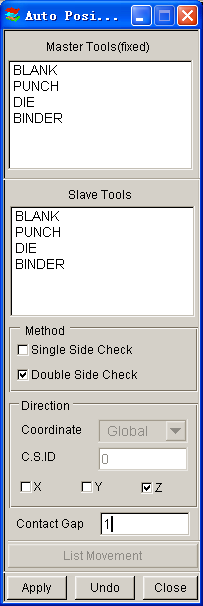 Auto Posi...
Master Tools(fixed)
BLANK
PUNCH
DIE
BINDER
Slave Tools
BLANK
PUNCH
DIE
BINDER
Method
Single Side Check
Double Side Check
Direction
Coordinate Global
C.S.ID 0
X Y Z
Contact Gap 1
List Movement
Apply Undo Close